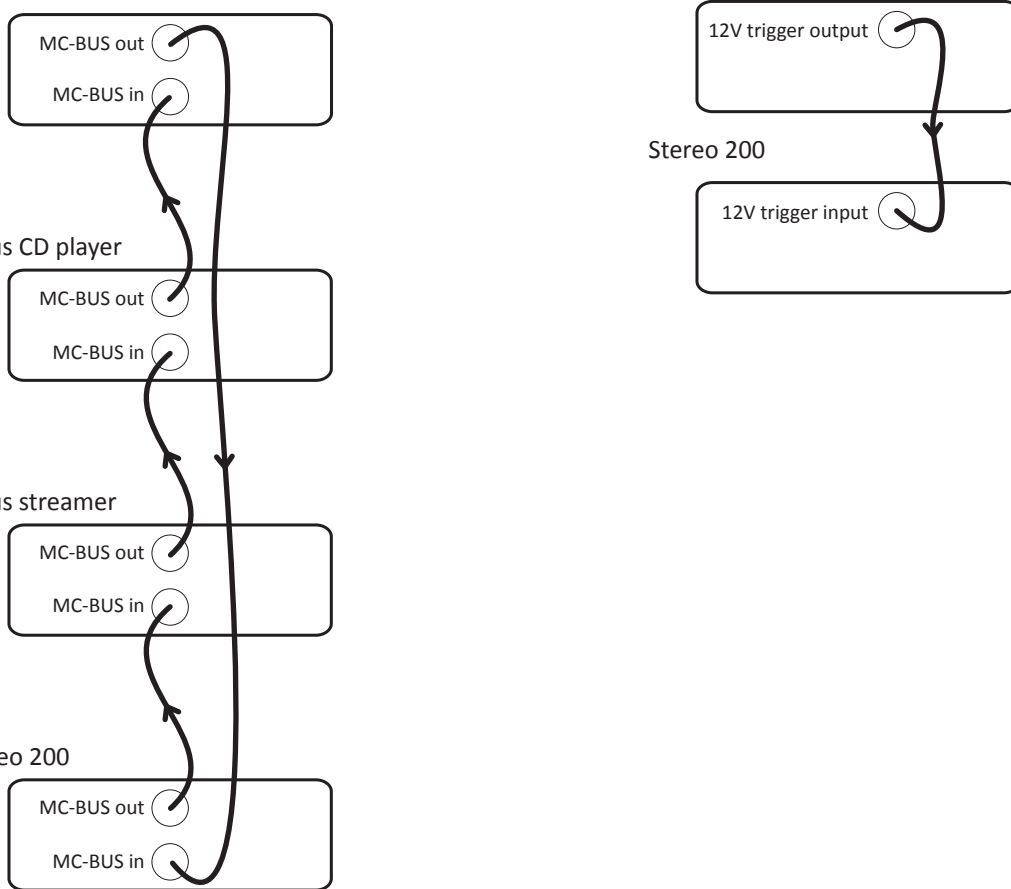 MC-BUS out
MC-BUS in
us CD player
MC-BUS out
MC-BUS in
us streamer
MC-BUS out
MC-BUS in
eo 200
MC-BUS out
MC-BUS in
12V trigger output
Stereo 200
12V trigger input